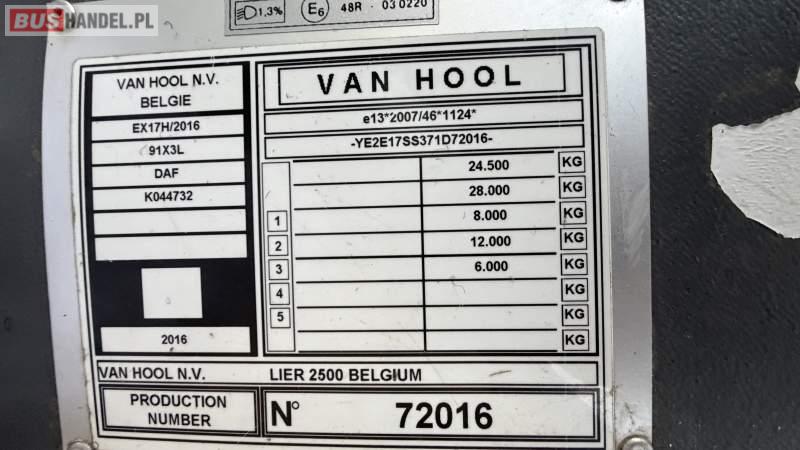 BUSHANDEL.PL
1,3% E6 48R - 03 0220
VAN HOOL N.V.
BELGIE
EX17H/2016
91X3L
DAF
K044732
2016
VAN HOOL
e13*2007/46*1124*
-YE2E17SS371D72016-
24.500 KG
28.000 KG
1 8.000 KG
2 12.000 KG
3 6.000 KG
4 KG
5 KG
KG
VAN HOOL N.V. LIER 2500 BELGIUM
PRODUCTION
NUMBER
N° 72016